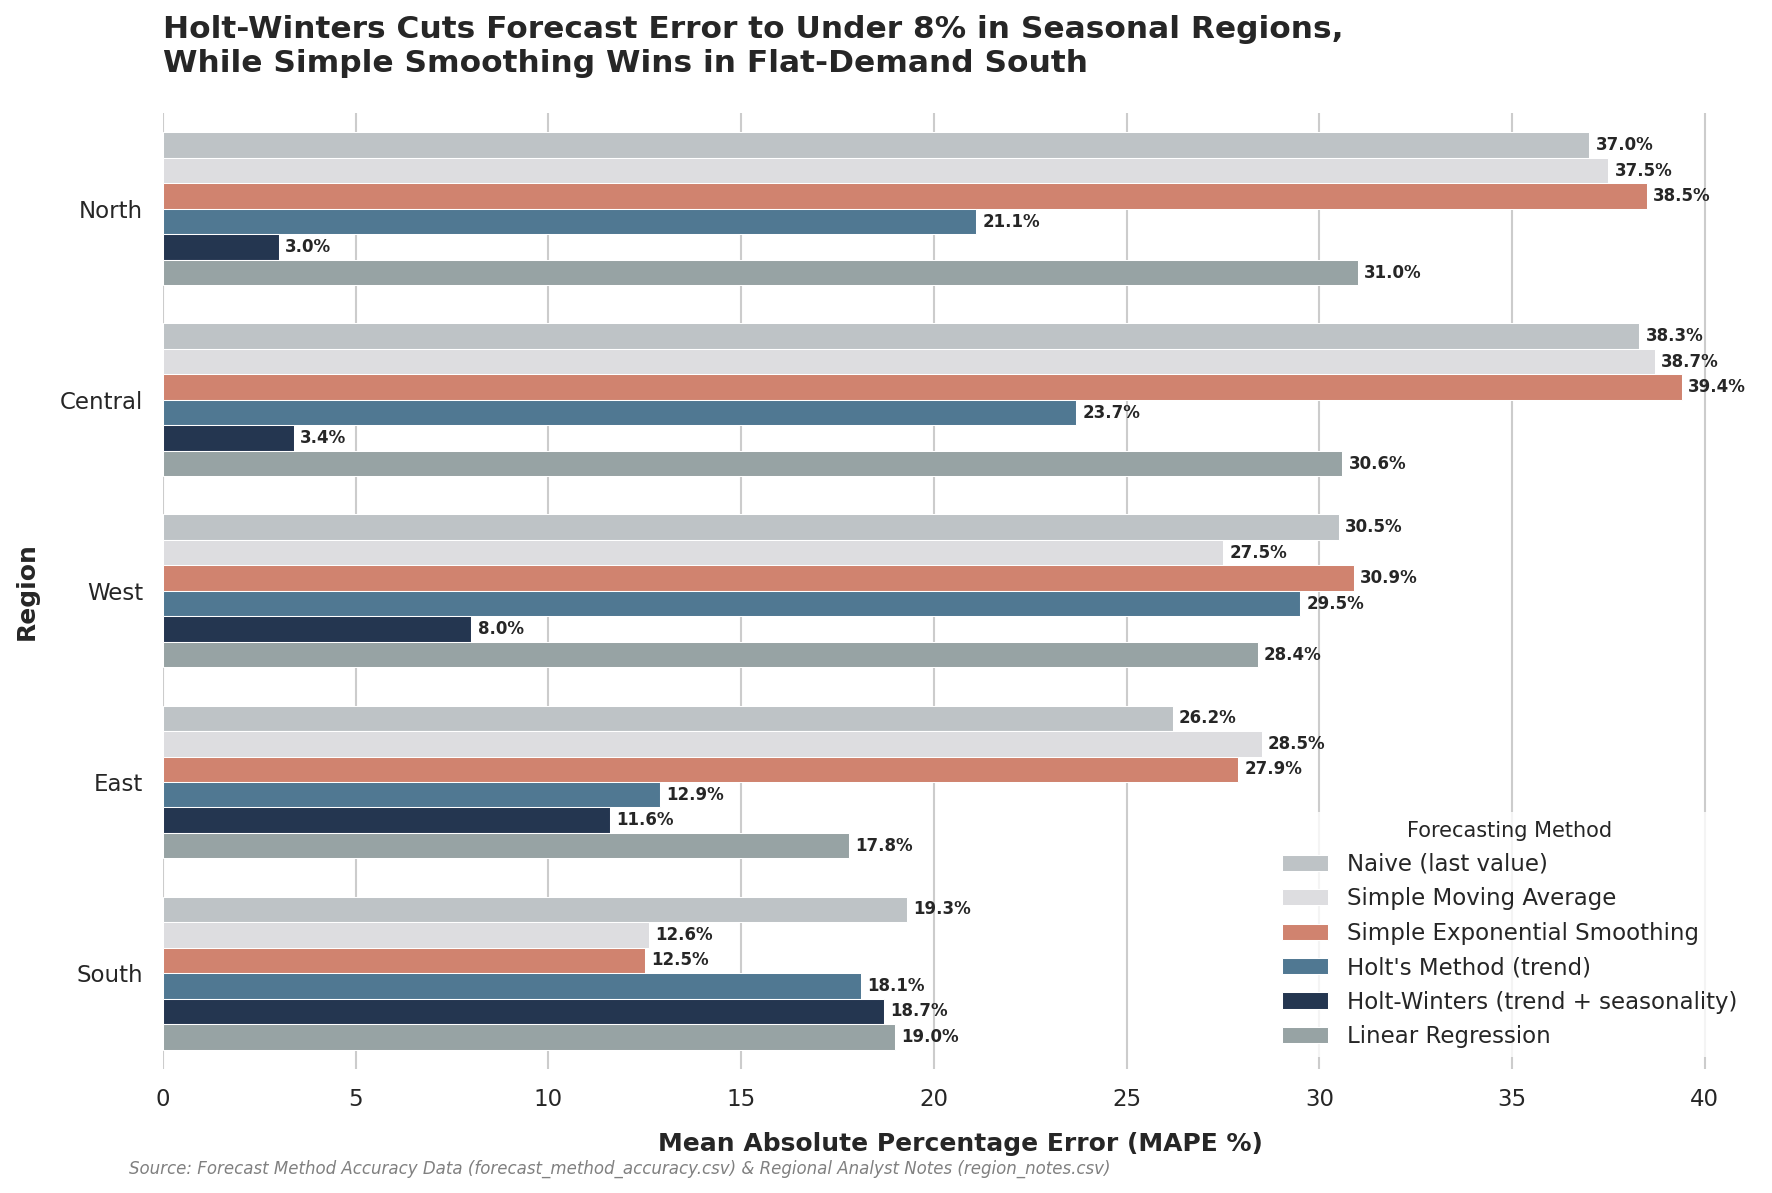 Holt-Winters Cuts Forecast Error to Under 8% in Seasonal Regions,
While Simple Smoothing Wins in Flat-Demand South
Region
North
37.0%
37.5%
38.5%
21.1%
3.0%
31.0%
Central
38.3%
38.7%
39.4%
23.7%
3.4%
30.6%
West
30.5%
27.5%
30.9%
29.5%
8.0%
28.4%
East
26.2%
28.5%
27.9%
12.9%
11.6%
17.8%
South
19.3%
12.6%
12.5%
18.1%
18.7%
19.0%
Forecasting Method
Naive (last value)
Simple Moving Average
Simple Exponential Smoothing
Holt's Method (trend)
Holt-Winters (trend + seasonality)
Linear Regression
0 5 10 15 20 25 30 35 40
Mean Absolute Percentage Error (MAPE %)
Source: Forecast Method Accuracy Data (forecast_method_accuracy.csv) & Regional Analyst Notes (region_notes.csv)